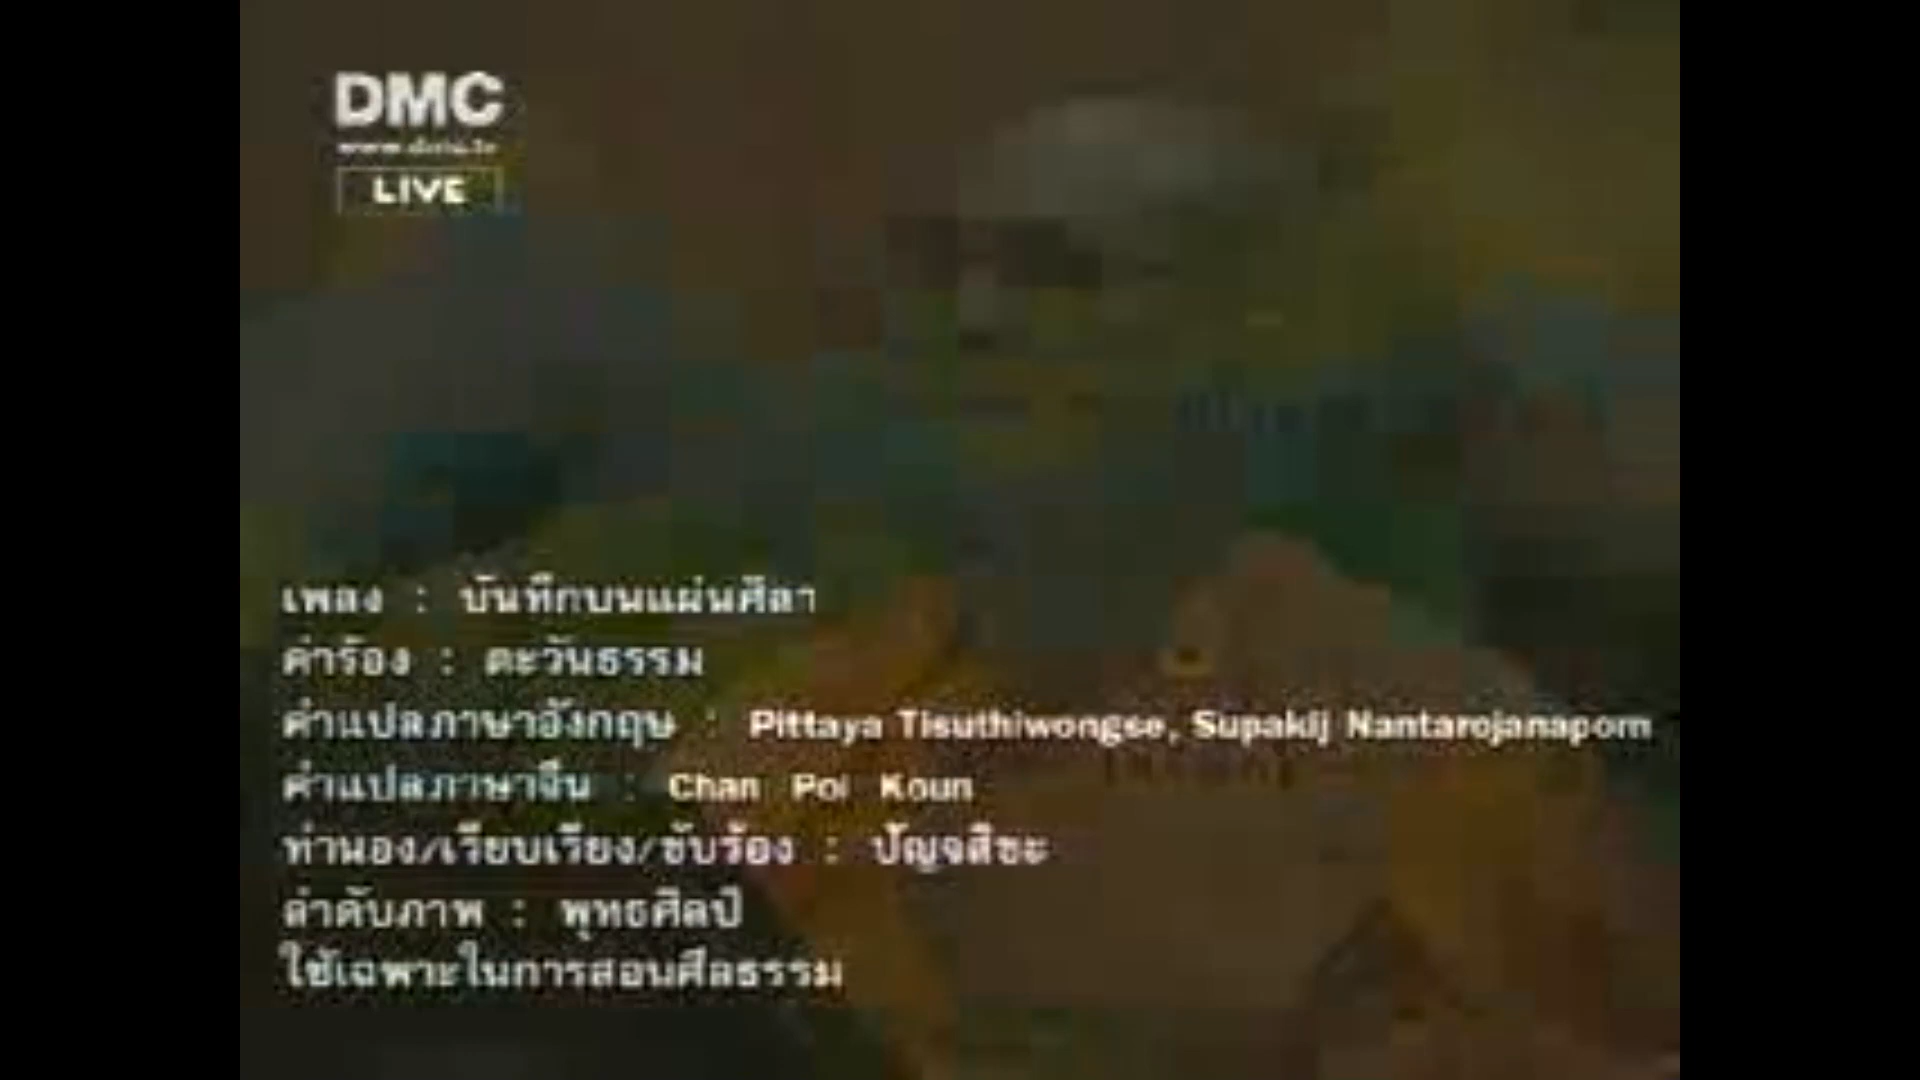 DMC
www.dmc.tv
LIVE
เพลง : บันทึกบนแผ่นศิลา
คำร้อง : ตะวันธรรม
คำแปลภาษาอังกฤษ : Pittaya Tisuthiwongse, Supakij Nantarojanaporn
คำแปลภาษาจีน : Chan Poi Koun
ทำนอง/เรียบเรียง/ขับร้อง : ปัญจสิขะ
ลำดับภาพ : พุทธศิลป์
ใช้เฉพาะในการสอนศีลธรรม